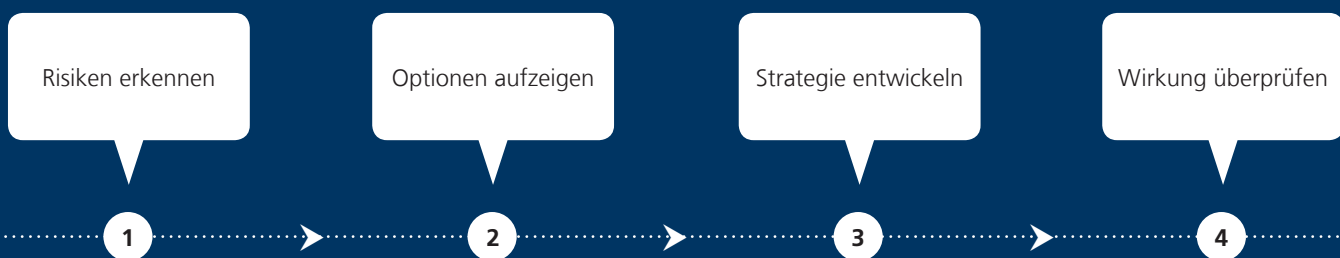 Risiken erkennen
Optionen aufzeigen
Strategie entwickeln
Wirkung überprüfen
1
2
3
4